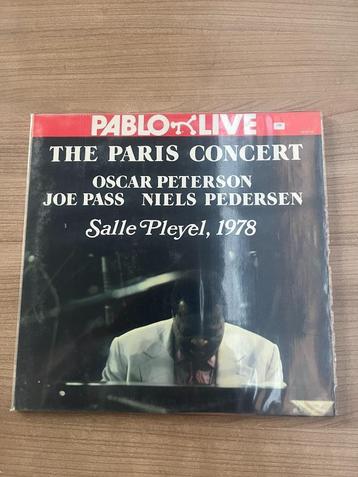 PABLO LIVE
THE PARIS CONCERT
OSCAR PETERSON
JOE PASS NIELS PEDERSEN
Salle Pleyel, 1978